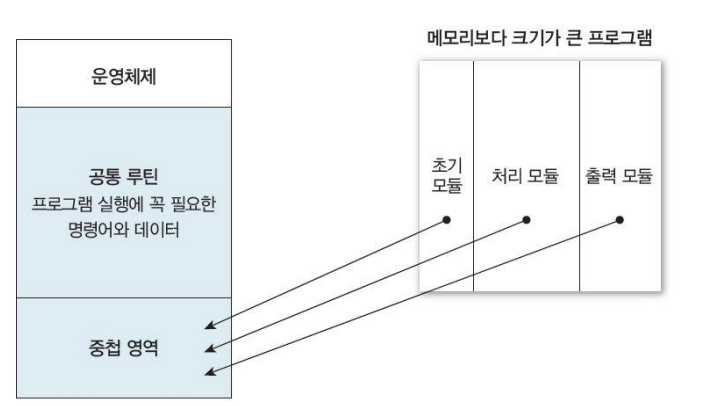 메모리보다 크기가 큰 프로그램
운영체제
공통 루틴
프로그램 실행에 꼭 필요한
명령어와 데이터
중첩 영역
초기
모듈
처리 모듈
출력 모듈